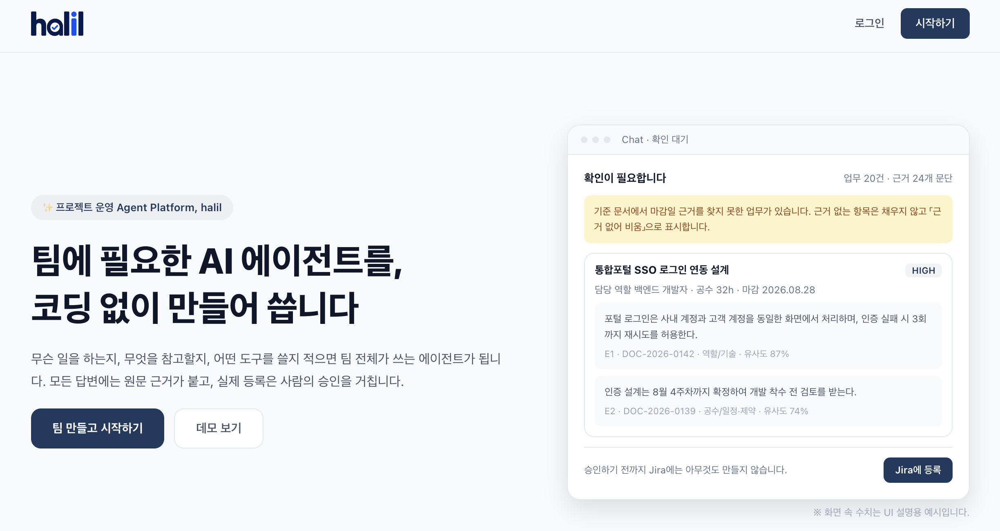 halil
로그인
시작하기
✨ 프로젝트 운영 Agent Platform, halil
팀에 필요한 AI 에이전트를,
코딩 없이 만들어 씁니다
무슨 일을 하는지, 무엇을 참고할지, 어떤 도구를 쓸지 적으면 팀 전체가 쓰는 에이전트가 됩니
다. 모든 답변에는 원문 근거가 붙고, 실제 등록은 사람의 승인을 거칩니다.
팀 만들고 시작하기
데모 보기
Chat · 확인 대기
확인이 필요합니다
업무 20건 · 근거 24개 문단
기준 문서에서 마감일 근거를 찾지 못한 업무가 있습니다. 근거 없는 항목은 채우지 않고 「근
거 없어 비움」으로 표시합니다.
통합포털 SSO 로그인 연동 설계
HIGH
담당 역할 백엔드 개발자 · 공수 32h · 마감 2026.08.28
포털 로그인은 사내 계정과 고객 계정을 동일한 화면에서 처리하며, 인증 실패 시 3회
까지 재시도를 허용한다.
E1 · DOC-2026-0142 · 역할/기술 · 유사도 87%
인증 설계는 8월 4주차까지 확정하여 개발 착수 전 검토를 받는다.
E2 · DOC-2026-0139 · 공수/일정·제약 · 유사도 74%
승인하기 전까지 Jira에는 아무것도 만들지 않습니다.
Jira에 등록
※ 화면 속 수치는 UI 설명용 예시입니다.